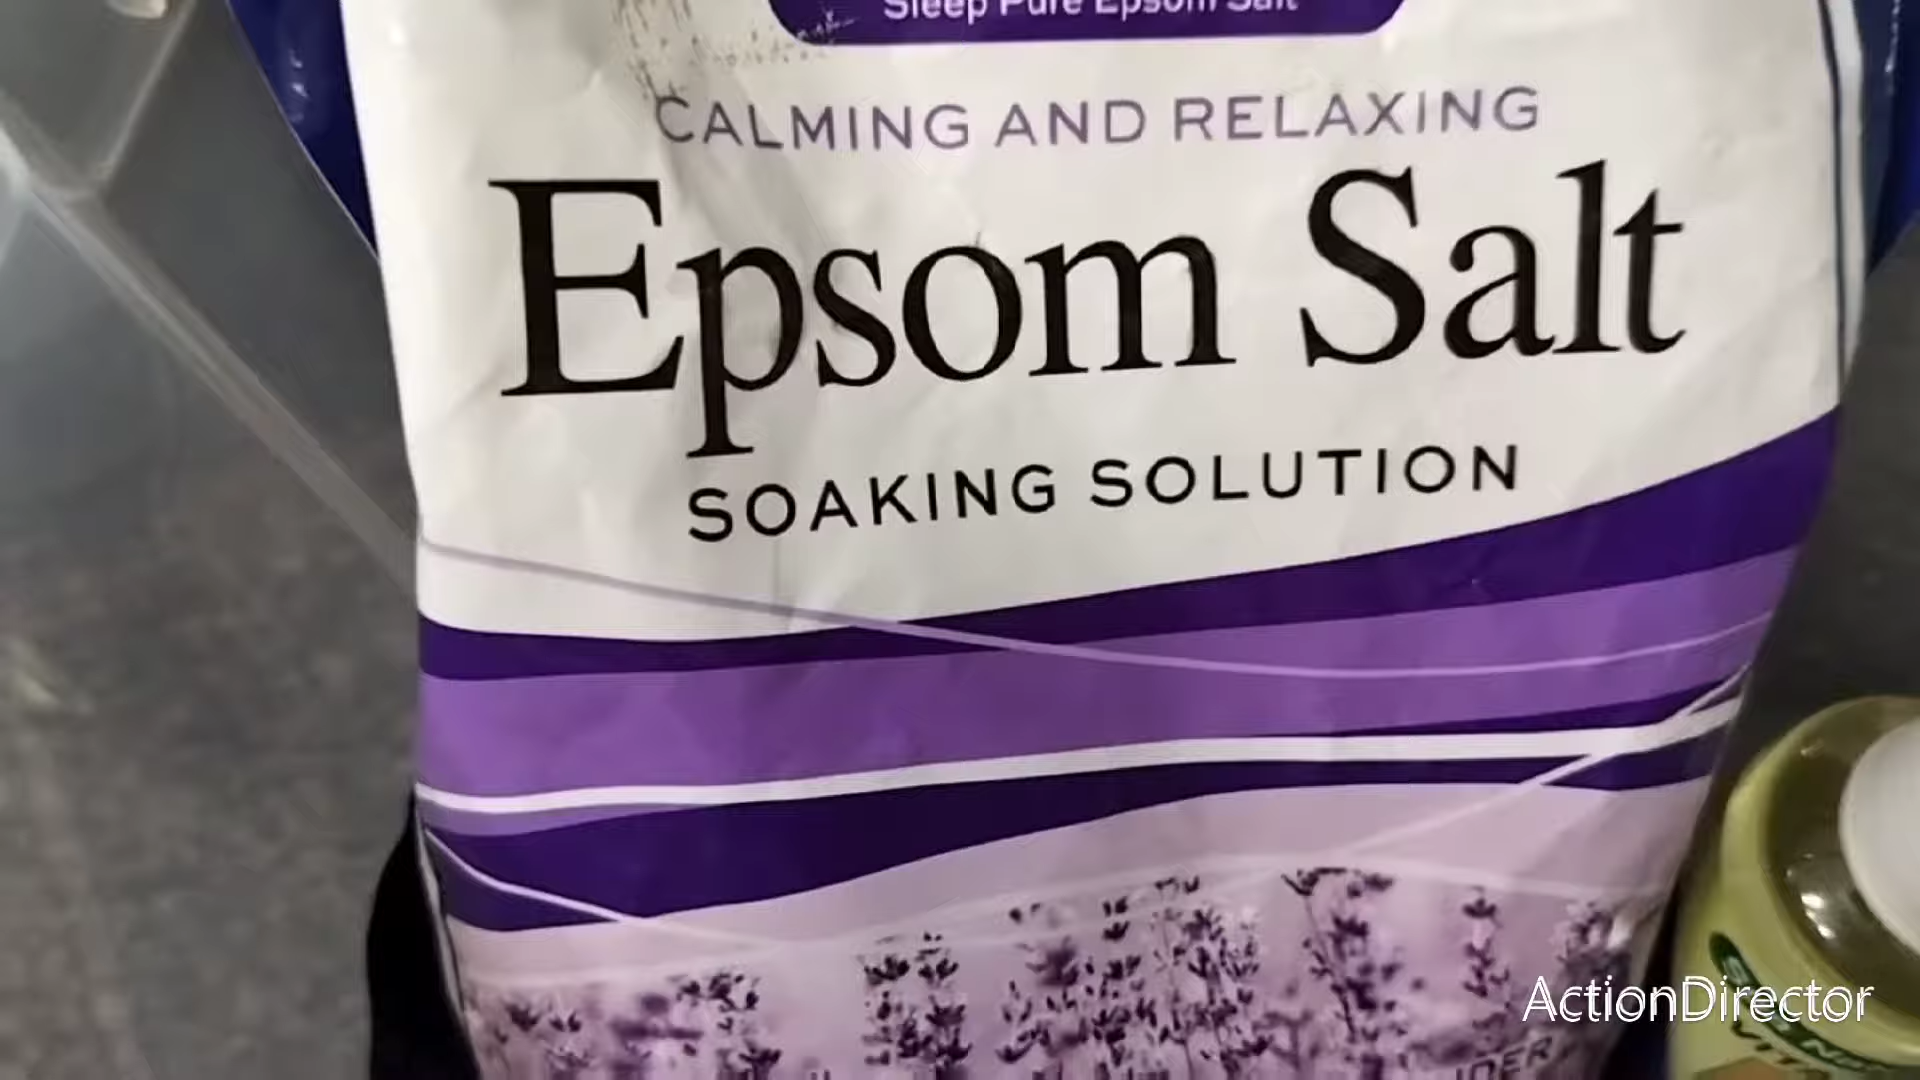 Sleep Pure Epsom Salt
CALMING AND RELAXING
Epsom Salt
SOAKING SOLUTION
ActionDirector